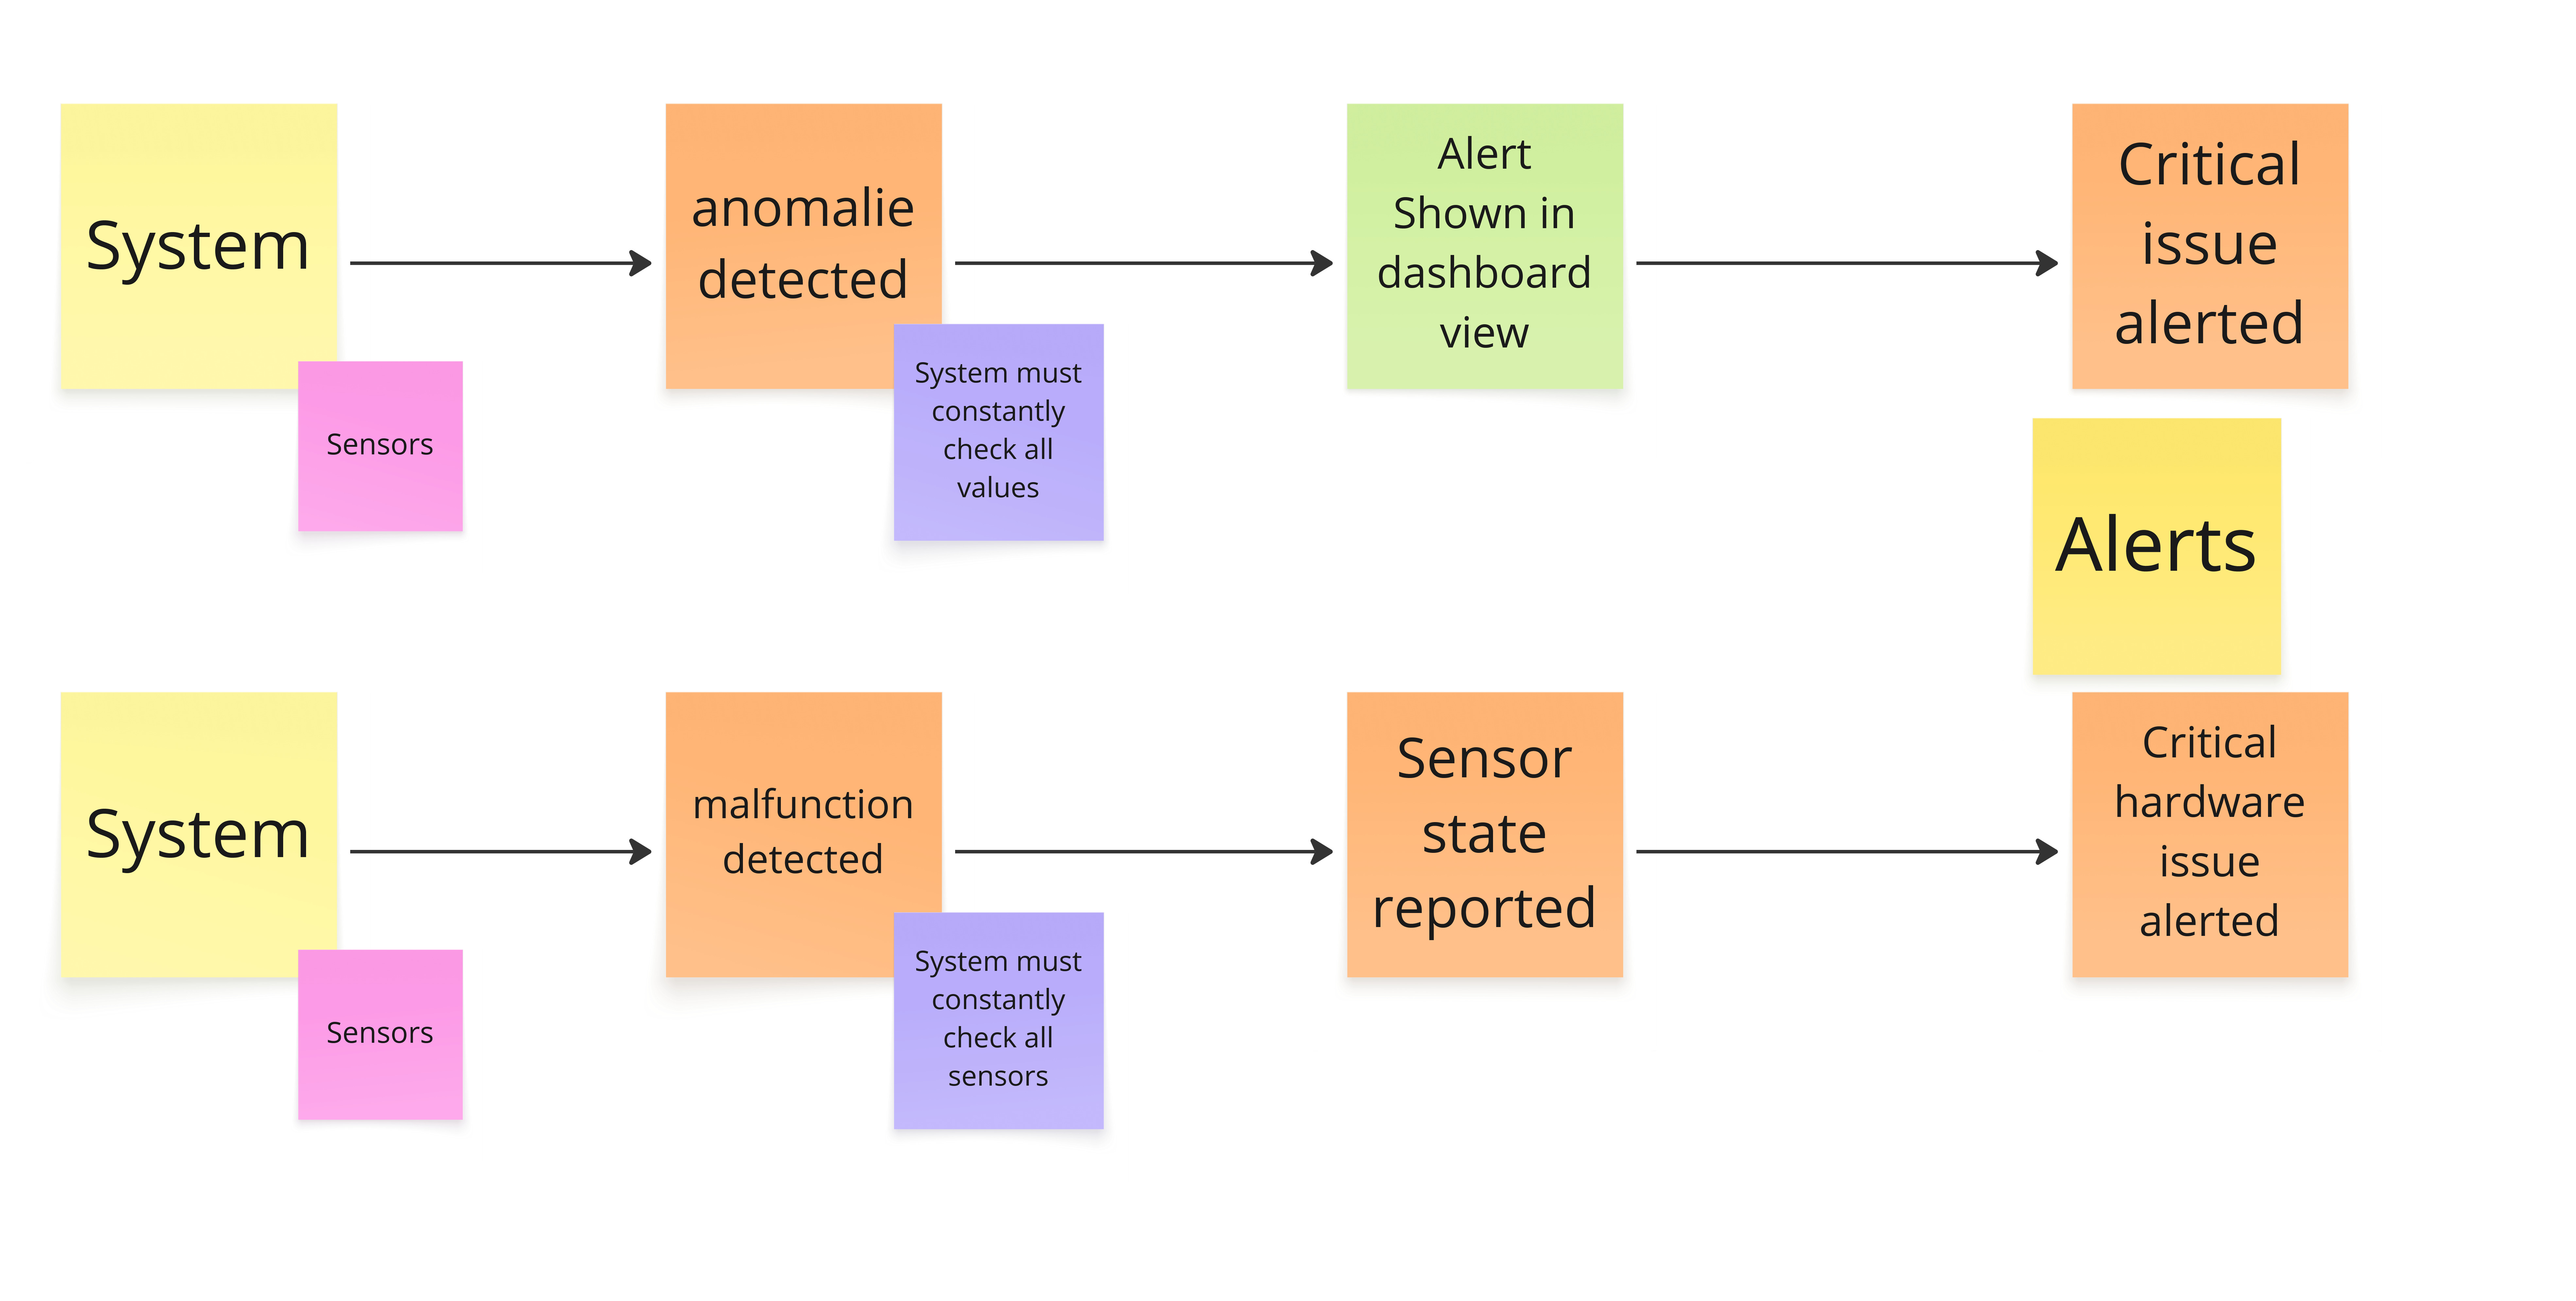 System
Sensors
anomalie
detected
System must
constantly
check all
values
Alert
Shown in
dashboard
view
Critical
issue
alerted
Alerts
System
Sensors
malfunction
detected
System must
constantly
check all
sensors
Sensor
state
reported
Critical
hardware
issue
alerted